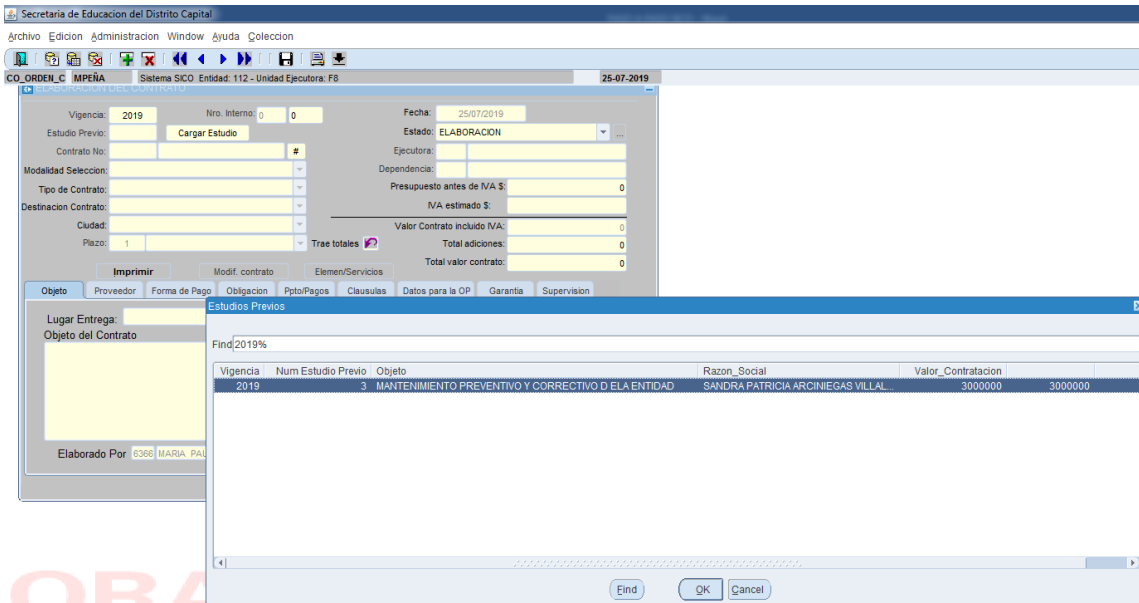 Secretaria de Educacion del Distrito Capital
Archivo Edicion Administracion Window Ayuda Coleccion
CO_ORDEN_C MPEÑA Sistema SICO Entidad: 112 - Unidad Ejecutora: F8 25-07-2019
ELABORACION DEL CONTRATO
Vigencia: 2019 Nro. Interno: 0 0 Fecha: 25/07/2019
Estudio Previo: Cargar Estudio Estado: ELABORACION ...
Contrato No: # Ejecutora:
Modalidad Seleccion: Dependencia:
Tipo de Contrato: Presupuesto antes de IVA $: 0
Destinacion Contrato: IVA estimado $:
Ciudad: Valor Contrato incluido IVA: 0
Plazo: 1 Trae totales Total adiciones: 0
Total valor contrato: 0
Imprimir Modif. contrato Elemen/Servicios
Objeto Proveedor Forma de Pago Obligacion Ppto/Pagos Clausulas Datos para la OP Garantia Supervision
Lugar Entrega:
Objeto del Contrato
Elaborado Por 6366 MARIA PAU
Estudios Previos
Find 2019%
Vigencia Num Estudio Previo Objeto Razon_Social Valor_Contratacion
2019 3 MANTENIMIENTO PREVENTIVO Y CORRECTIVO D ELA ENTIDAD SANDRA PATRICIA ARCINIEGAS VILLAL... 3000000 3000000
Find OK Cancel